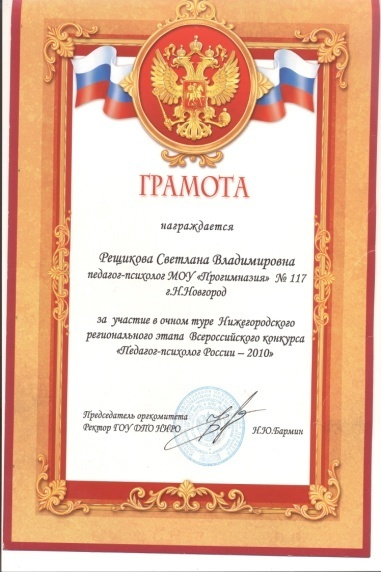 ГРАМОТА
награждается
Рещикова Светлана Владимировна
педагог-психолог МОУ «Прогимназия» № 117
г.Н.Новгород
за участие в очном туре Нижегородского
регионального этапа Всероссийского конкурса
«Педагог-психолог России – 2010»
Председатель оргкомитета
Ректор ГОУ ДПО НИРО
Н.Ю.Бармин